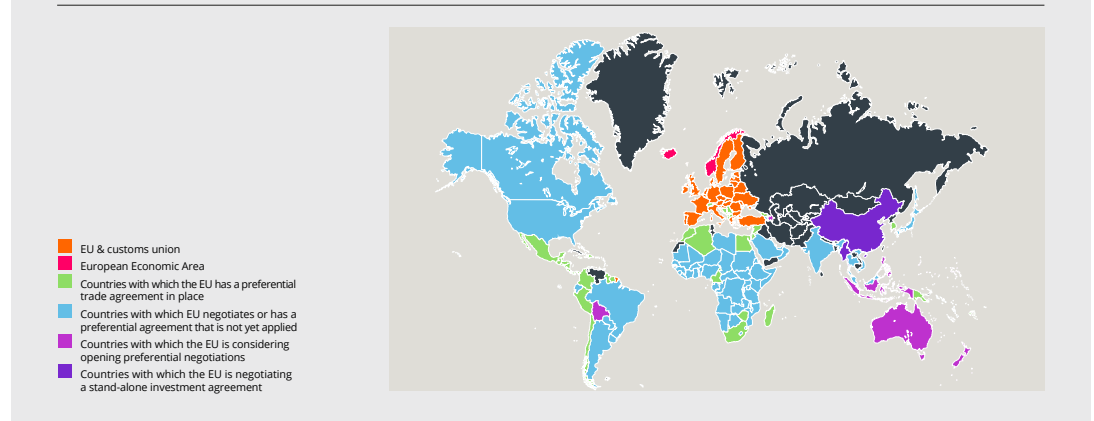 EU & customs union
European Economic Area
Countries with which the EU has a preferential
trade agreement in place
Countries with which EU negotiates or has a
preferential agreement that is not yet applied
Countries with which the EU is considering
opening preferential negotiations
Countries with which the EU is negotiating
a stand-alone investment agreement